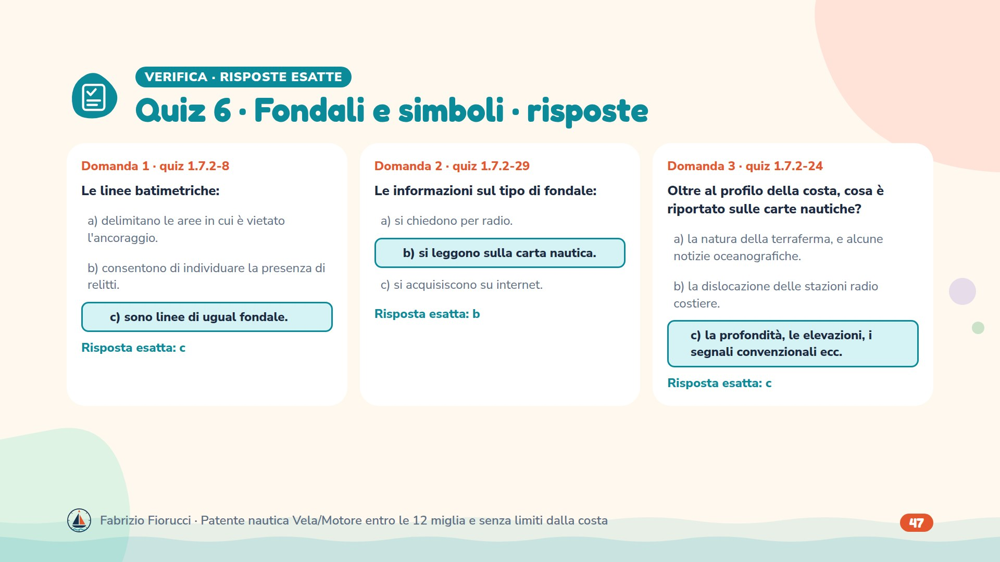 VERIFICA · RISPOSTE ESATTE
Quiz 6 · Fondali e simboli · risposte
Domanda 1 · quiz 1.7.2-8
Le linee batimetriche:
a) delimitano le aree in cui è vietato
l'ancoraggio.
b) consentono di individuare la presenza di
relitti.
c) sono linee di ugual fondale.
Risposta esatta: c
Domanda 2 · quiz 1.7.2-29
Le informazioni sul tipo di fondale:
a) si chiedono per radio.
b) si leggono sulla carta nautica.
c) si acquisiscono su internet.
Risposta esatta: b
Domanda 3 · quiz 1.7.2-24
Oltre al profilo della costa, cosa è
riportato sulle carte nautiche?
a) la natura della terraferma, e alcune
notizie oceanografiche.
b) la dislocazione delle stazioni radio
costiere.
c) la profondità, le elevazioni, i
segnali convenzionali ecc.
Risposta esatta: c
Fabrizio Fiorucci · Patente nautica Vela/Motore entro le 12 miglia e senza limiti dalla costa
47